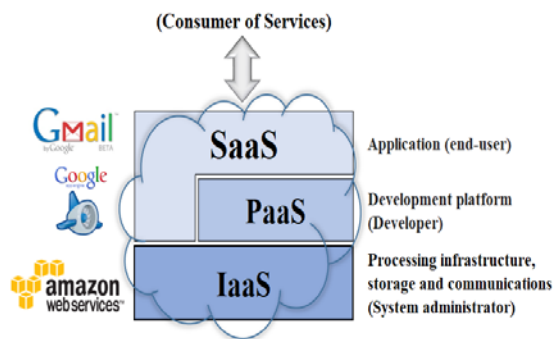 (Consumer of Services)
Gmail
by Google
BETA
SaaS
Application (end-user)
Google
PaaS
Development platform
(Developer)
amazon
webservices™
IaaS
Processing infrastructure,
storage and communications
(System administrator)